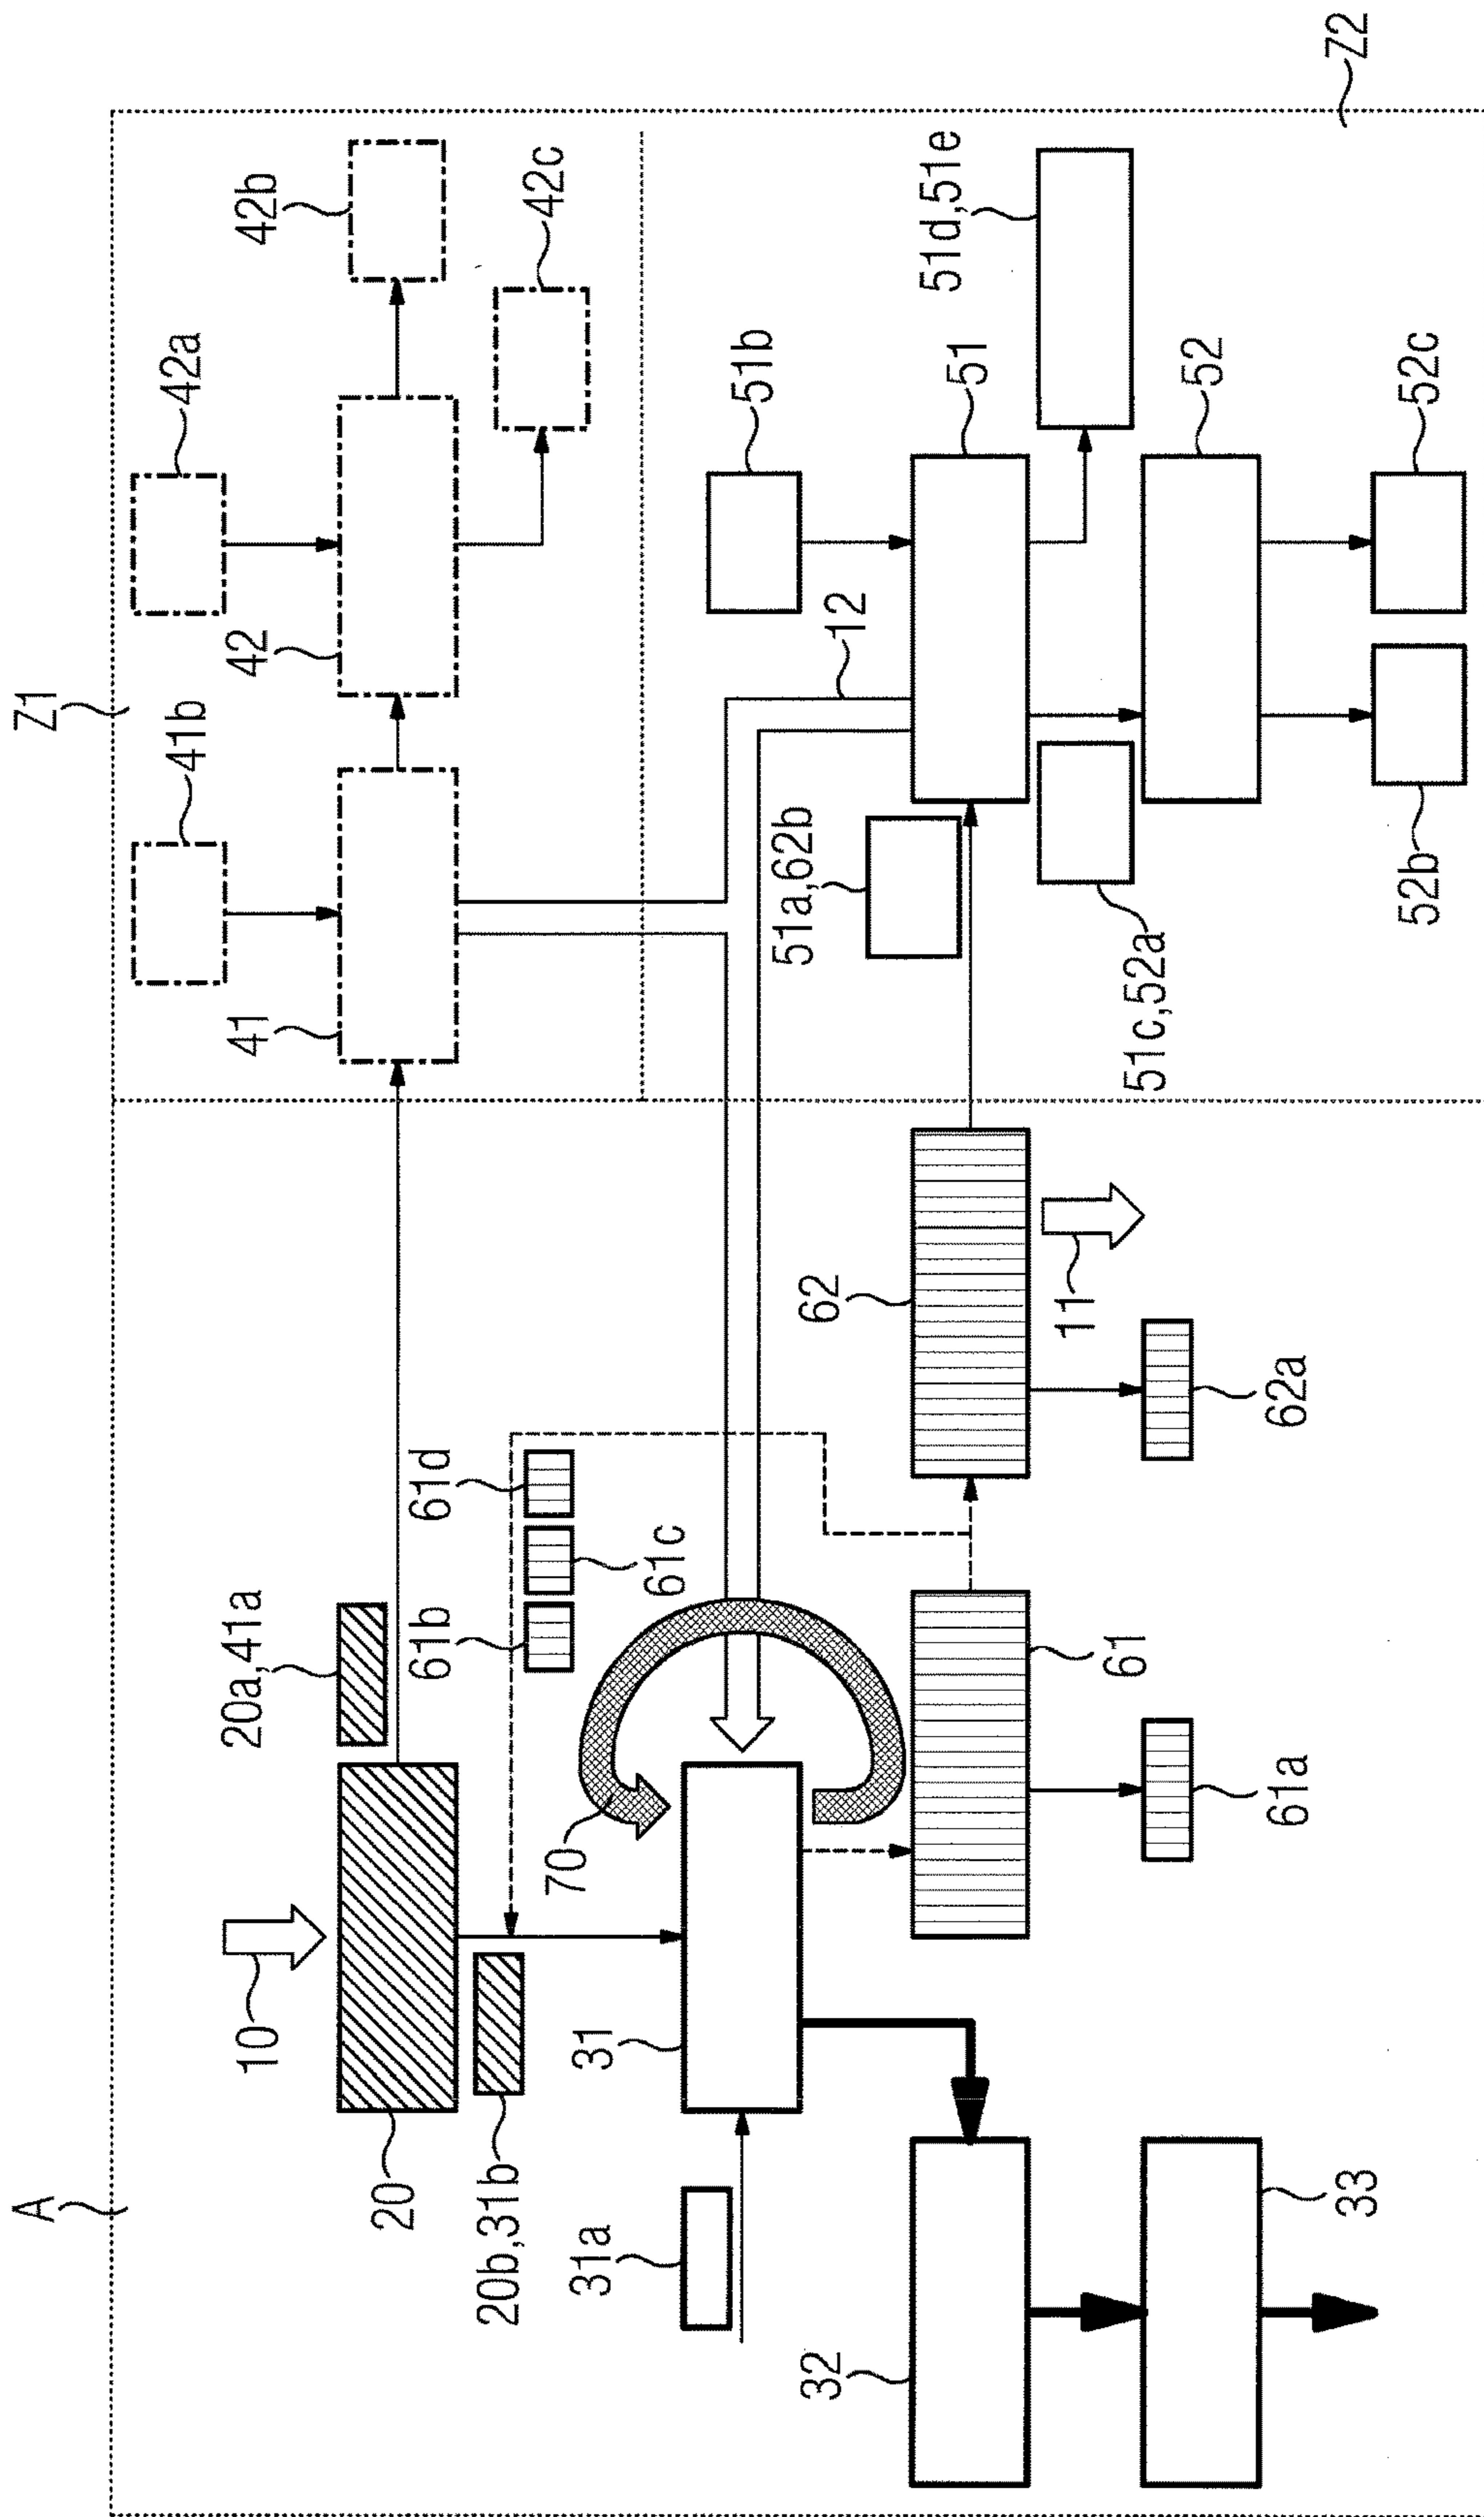 A
Z1
Z2
10
20
20a,41a
20b,31b
31a
31
70
61b
61c
61d
41
41b
42
42a
42b
42c
12
51a,62b
51b
51
51d,51e
51c,52a
52
52b
52c
62
11
62a
61
61a
32
33